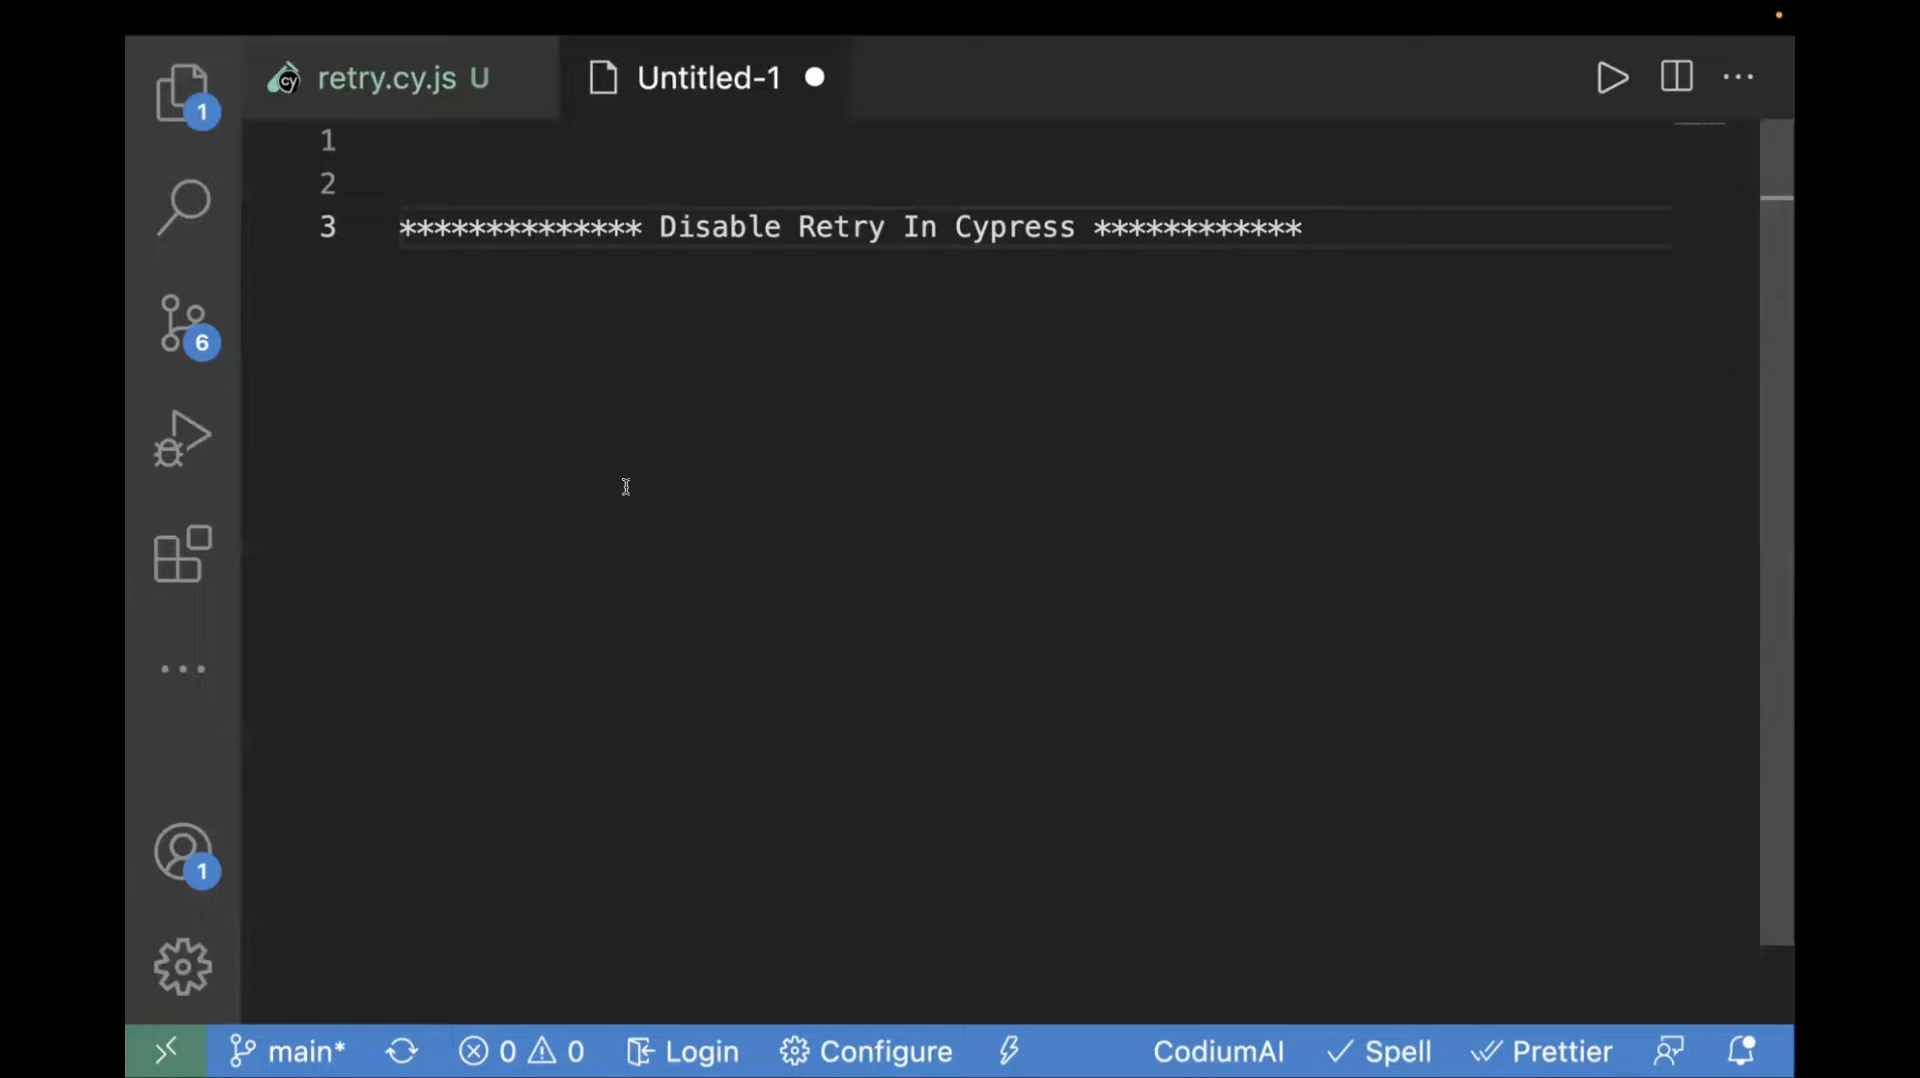 retry.cy.js U
Untitled-1
1
1
2
3 ************** Disable Retry In Cypress ************
6
1
main* 0 0 Login Configure CodiumAI Spell Prettier